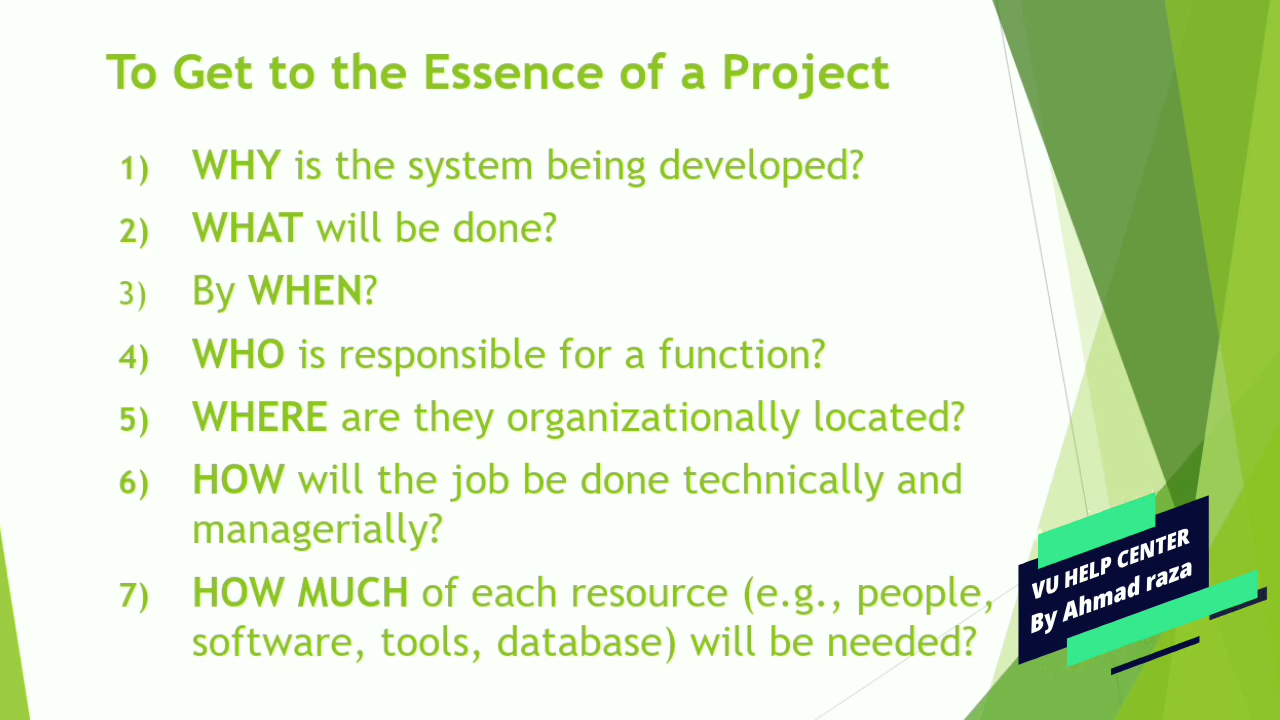 To Get to the Essence of a Project
1) WHY is the system being developed?
2) WHAT will be done?
3) By WHEN?
4) WHO is responsible for a function?
5) WHERE are they organizationally located?
6) HOW will the job be done technically and
managerially?
7) HOW MUCH of each resource (e.g., people,
software, tools, database) will be needed?
VU HELP CENTER
By Ahmad raza